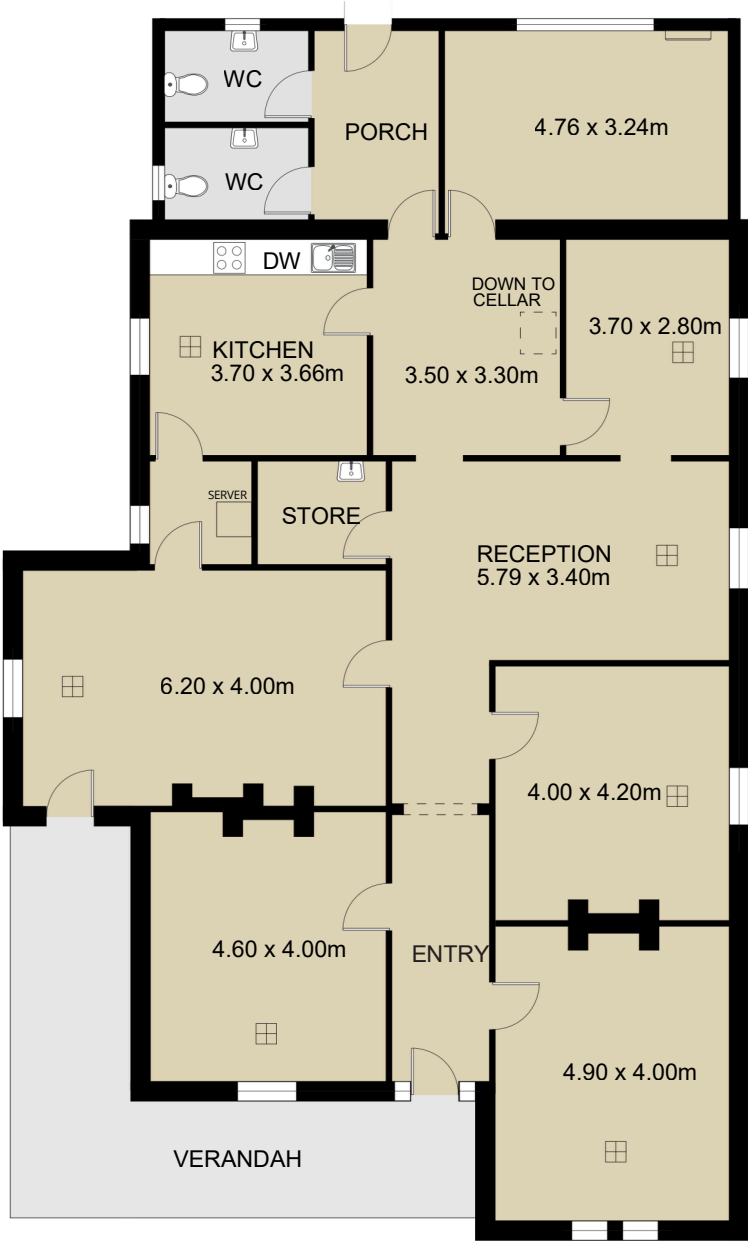 WC
PORCH
4.76 x 3.24m
WC
DW
DOWN TO
CELLAR
3.70 x 2.80m
KITCHEN
3.70 x 3.66m
3.50 x 3.30m
SERVER
STORE
RECEPTION
5.79 x 3.40m
6.20 x 4.00m
4.00 x 4.20m
4.60 x 4.00m
ENTRY
4.90 x 4.00m
VERANDAH